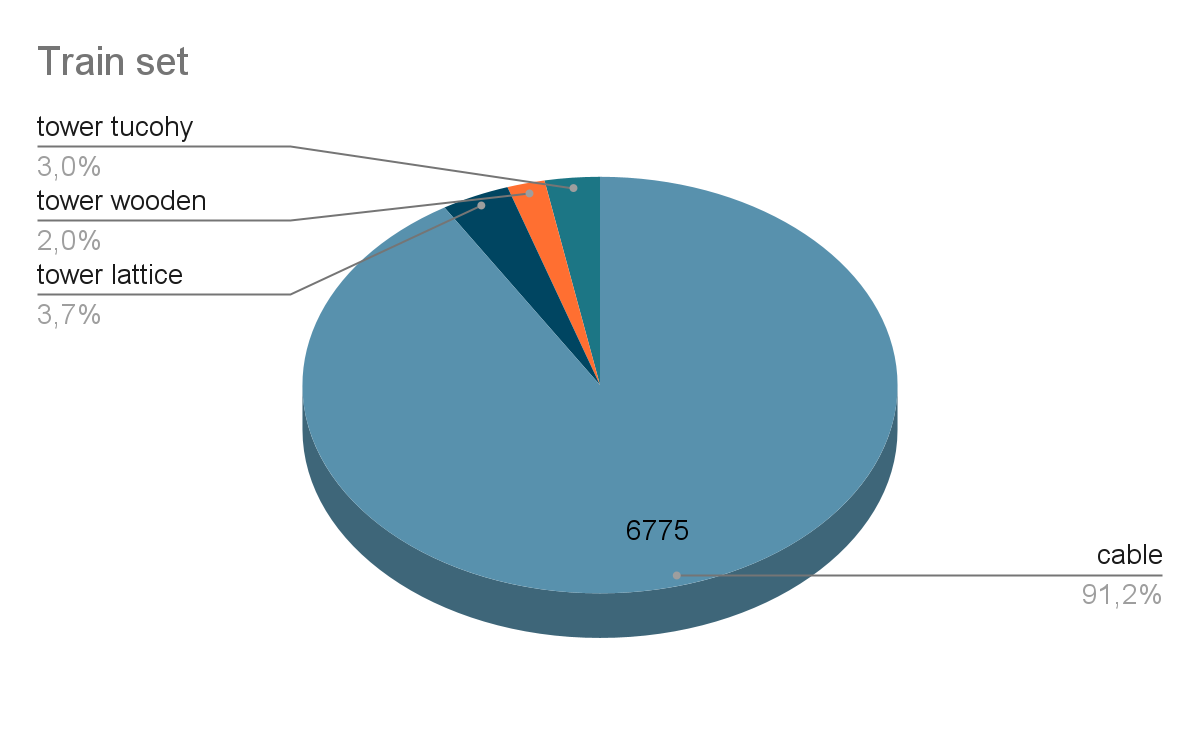 Train set
tower tucohy
3,0%
tower wooden
2,0%
tower lattice
3,7%
6775
cable
91,2%